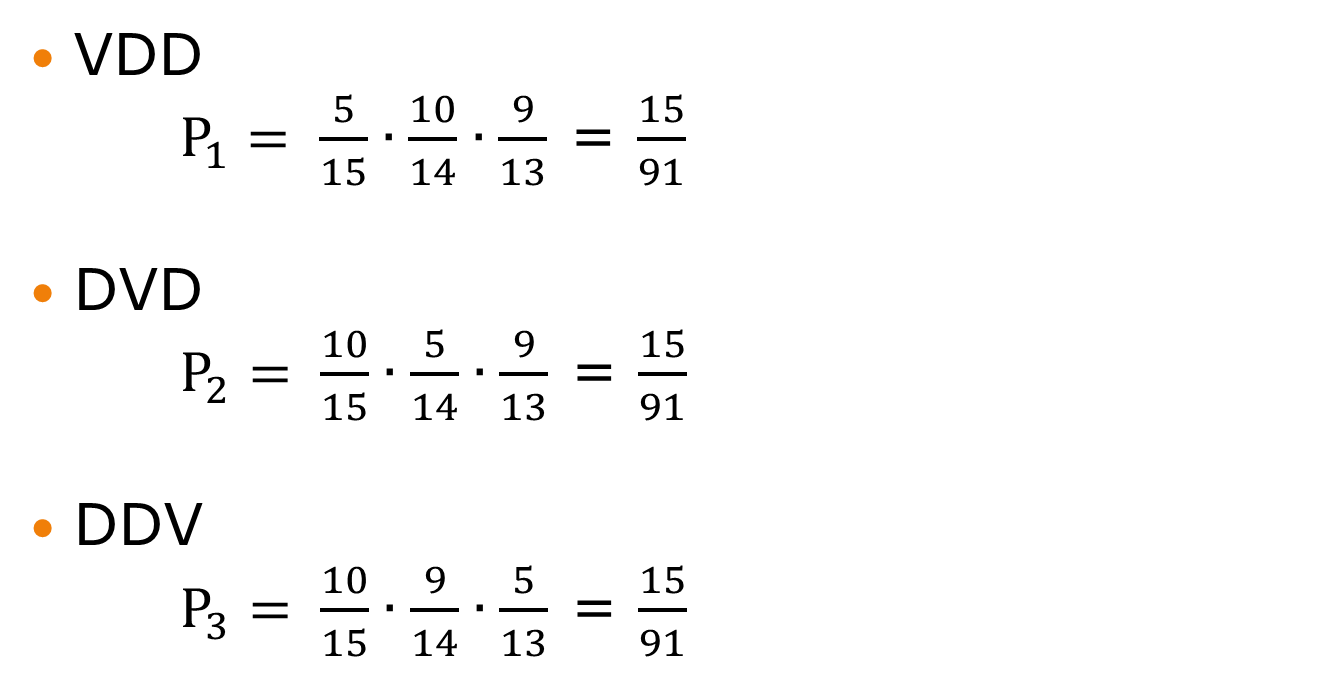 • VDD
P₁ = 5/15 · 10/14 · 9/13 = 15/91
• DVD
P₂ = 10/15 · 5/14 · 9/13 = 15/91
• DDV
P₃ = 10/15 · 9/14 · 5/13 = 15/91